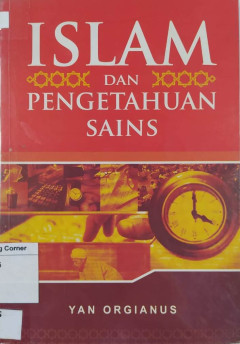 ISLAM
DAN
PENGETAHUAN
SAINS
g Corner
YAN ORGIANUS